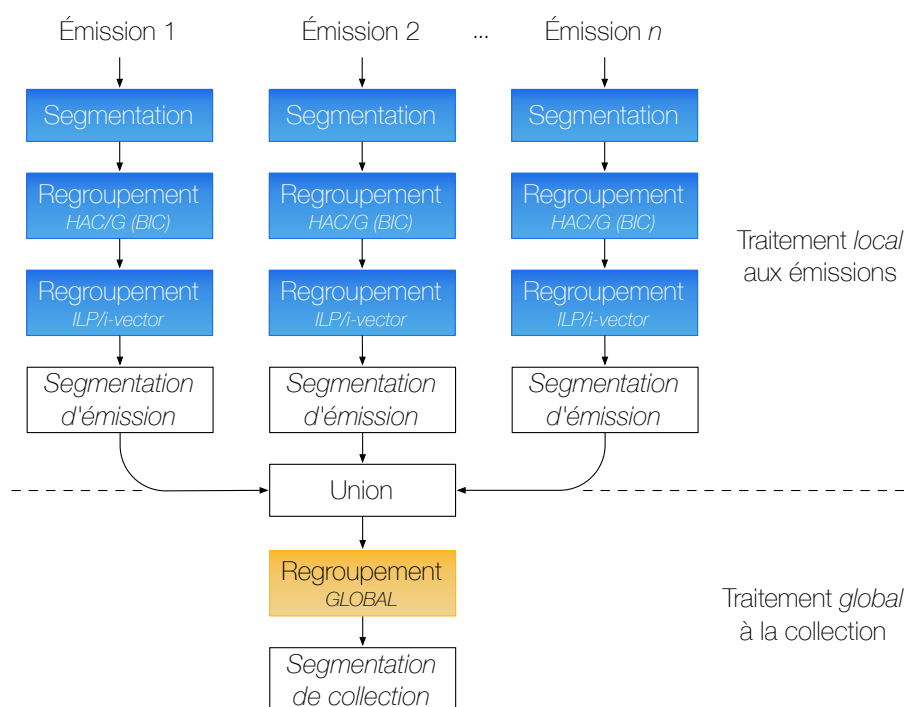 Émission 1
Émission 2
...
Émission n
Segmentation
Segmentation
Segmentation
Regroupement
HAC/G (BIC)
Regroupement
HAC/G (BIC)
Regroupement
HAC/G (BIC)
Traitement local
aux émissions
Regroupement
ILP/i-vector
Regroupement
ILP/i-vector
Regroupement
ILP/i-vector
Segmentation
d'émission
Segmentation
d'émission
Segmentation
d'émission
Union
Regroupement
GLOBAL
Traitement global
à la collection
Segmentation
de collection